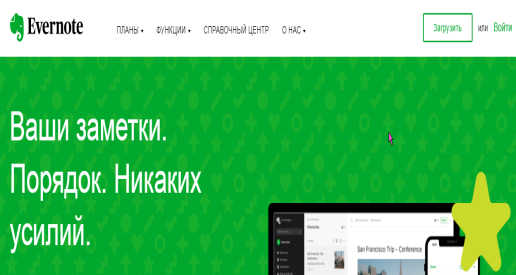 Evernote
ПЛАНЫ ▾ ФУНКЦИИ ▾ СПРАВОЧНЫЙ ЦЕНТР О НАС ▾ Загрузить или Войти
Ваши заметки.
Порядок. Никаких
усилий.
San Francisco Trip - Conference